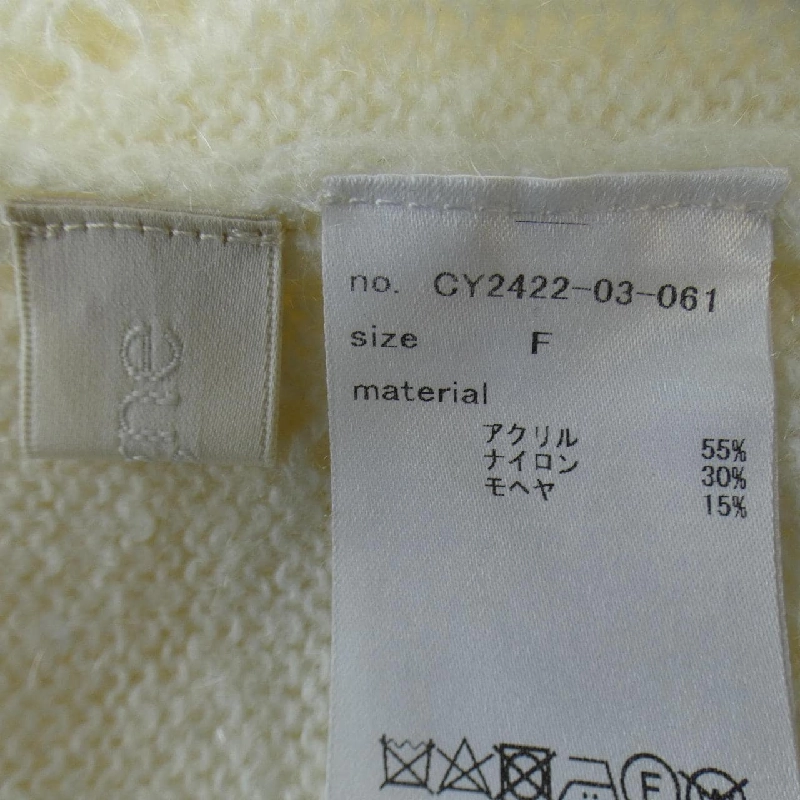 ne
no. CY2422-03-061
size F
material
アクリル 55%
ナイロン 30%
モヘヤ 15%